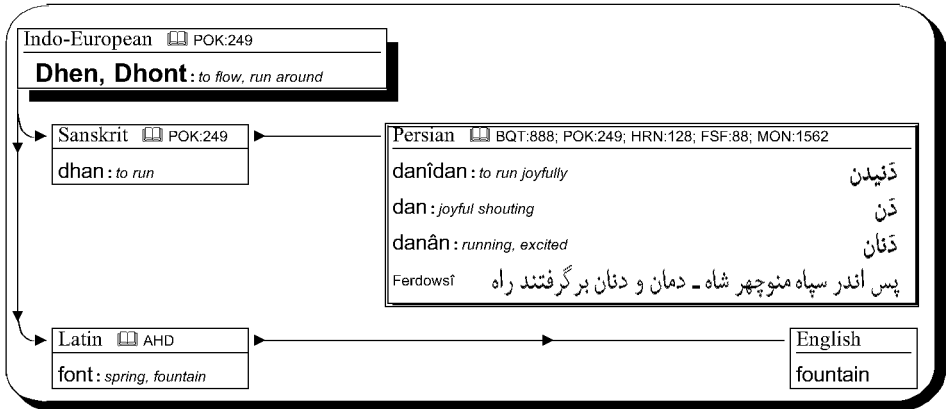 Indo-European POK:249
Dhen, Dhont : to flow, run around
Sanskrit POK:249
dhan : to run
Persian BQT:888; POK:249; HRN:128; FSF:88; MON:1562
danîdan : to run joyfully دَنیدن
dan : joyful shouting دَن
danân : running, excited دَنان
Ferdowsî پس اندر سپاه منوچهر شاه ـ دمان و دنان برگرفتند راه
Latin AHD
font : spring, fountain
English
fountain